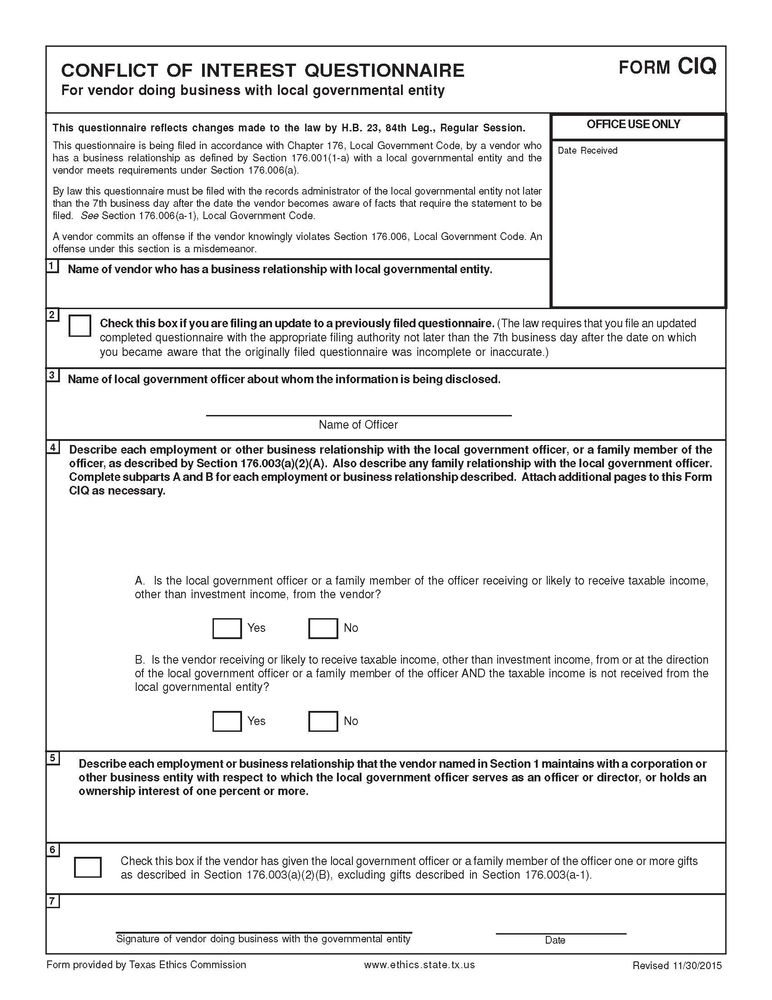 CONFLICT OF INTEREST QUESTIONNAIRE
FORM CIQ
For vendor doing business with local governmental entity
This questionnaire reflects changes made to the law by H.B. 23, 84th Leg., Regular Session.
OFFICE USE ONLY
This questionnaire is being filed in accordance with Chapter 176, Local Government Code, by a vendor who
has a business relationship as defined by Section 176.001(1-a) with a local governmental entity and the
vendor meets requirements under Section 176.006(a).
Date Received
By law this questionnaire must be filed with the records administrator of the local governmental entity not later
than the 7th business day after the date the vendor becomes aware of facts that require the statement to be
filed. See Section 176.006(a-1), Local Government Code.
A vendor commits an offense if the vendor knowingly violates Section 176.006, Local Government Code. An
offense under this section is a misdemeanor.
1 Name of vendor who has a business relationship with local governmental entity.
2
Check this box if you are filing an update to a previously filed questionnaire. (The law requires that you file an updated
completed questionnaire with the appropriate filing authority not later than the 7th business day after the date on which
you became aware that the originally filed questionnaire was incomplete or inaccurate.)
3 Name of local government officer about whom the information is being disclosed.
Name of Officer
4 Describe each employment or other business relationship with the local government officer, or a family member of the
officer, as described by Section 176.003(a)(2)(A). Also describe any family relationship with the local government officer.
Complete subparts A and B for each employment or business relationship described. Attach additional pages to this Form
CIQ as necessary.
A. Is the local government officer or a family member of the officer receiving or likely to receive taxable income,
other than investment income, from the vendor?
Yes No
B. Is the vendor receiving or likely to receive taxable income, other than investment income, from or at the direction
of the local government officer or a family member of the officer AND the taxable income is not received from the
local governmental entity?
Yes No
5
Describe each employment or business relationship that the vendor named in Section 1 maintains with a corporation or
other business entity with respect to which the local government officer serves as an officer or director, or holds an
ownership interest of one percent or more.
6
Check this box if the vendor has given the local government officer or a family member of the officer one or more gifts
as described in Section 176.003(a)(2)(B), excluding gifts described in Section 176.003(a-1).
7
Signature of vendor doing business with the governmental entity
Date
Form provided by Texas Ethics Commission www.ethics.state.tx.us Revised 11/30/2015